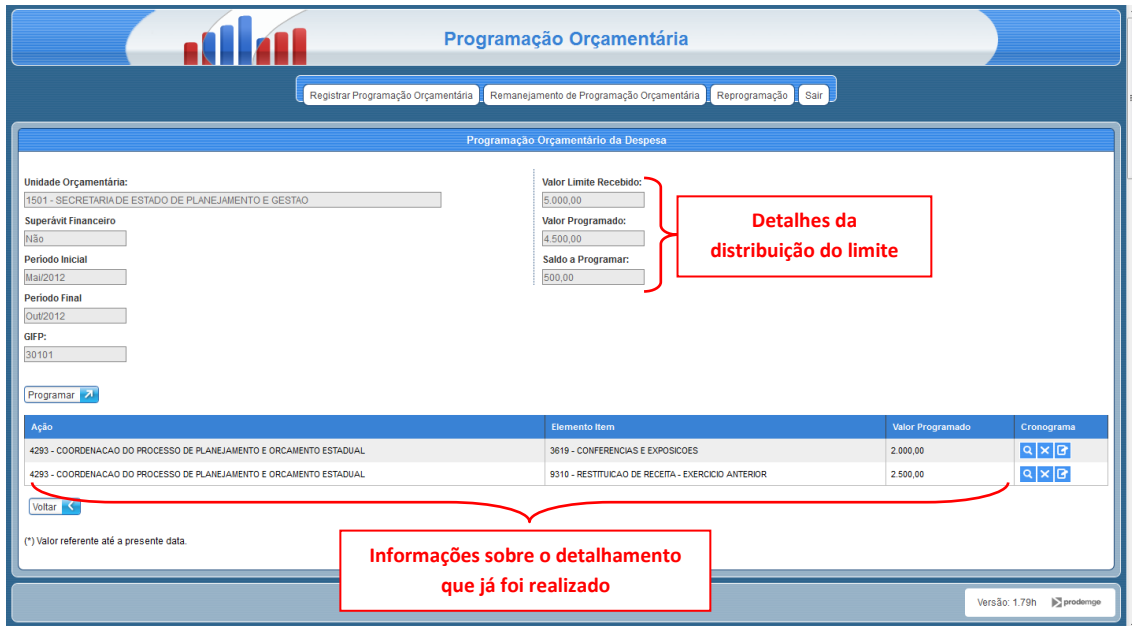 Programação Orçamentária
Registrar Programação Orçamentária Remanejamento de Programação Orçamentária Reprogramação Sair
Programação Orçamentário da Despesa
Unidade Orçamentária:
1501 - SECRETARIA DE ESTADO DE PLANEJAMENTO E GESTAO
Superávit Financeiro
Não
Período Inicial
Mai/2012
Período Final
Out/2012
GIFP:
30101
Valor Limite Recebido:
5.000,00
Valor Programado:
4.500,00
Saldo a Programar:
500,00
Detalhes da
distribuição do limite
Programar
Ação Elemento Item Valor Programado Cronograma
4293 - COORDENACAO DO PROCESSO DE PLANEJAMENTO E ORCAMENTO ESTADUAL 3619 - CONFERENCIAS E EXPOSICOES 2.000,00
4293 - COORDENACAO DO PROCESSO DE PLANEJAMENTO E ORCAMENTO ESTADUAL 9310 - RESTITUICAO DE RECEITA - EXERCICIO ANTERIOR 2.500,00
Voltar
(*) Valor referente até a presente data.
Informações sobre o detalhamento
que já foi realizado
Versão: 1.79h prodemge